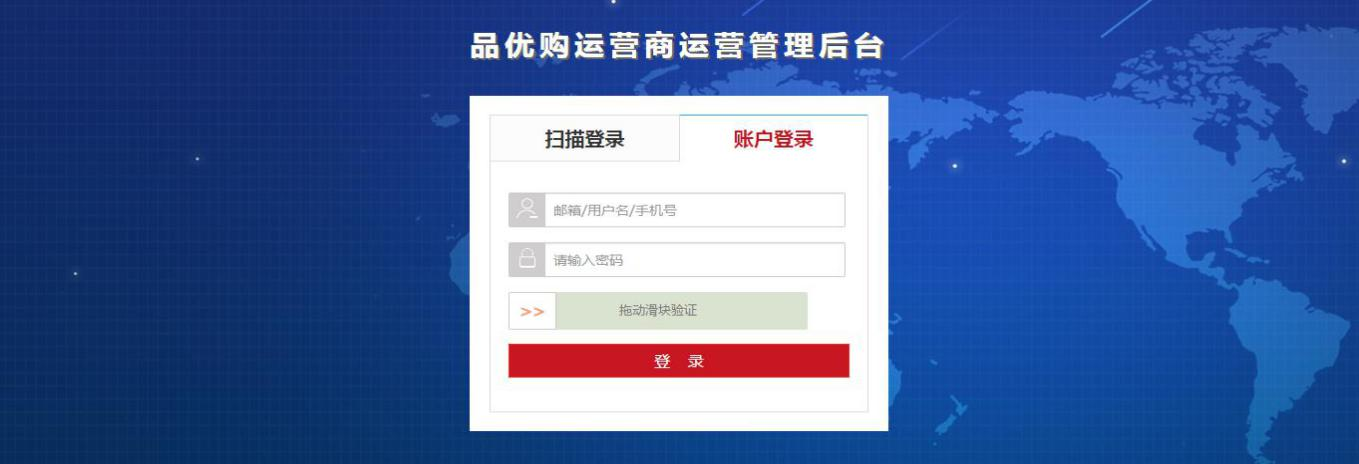 品优购运营商运营管理后台
扫描登录 账户登录
邮箱/用户名/手机号
请输入密码
>> 拖动滑块验证
登 录